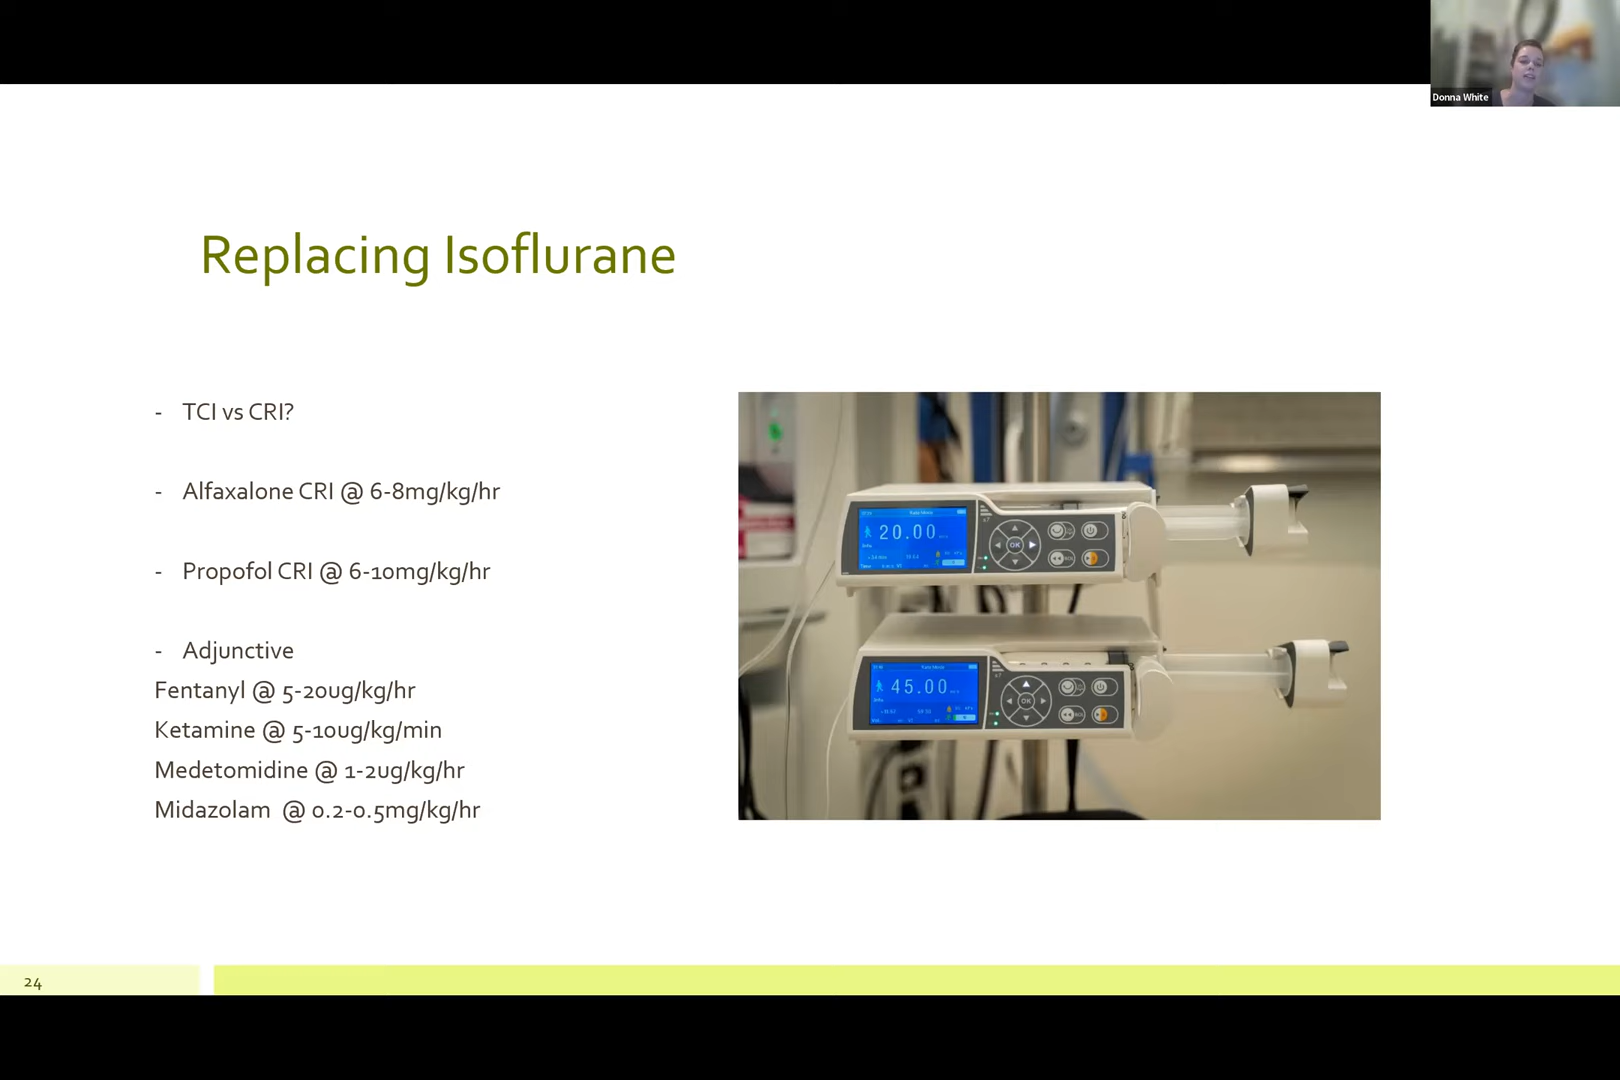 Donna White
Replacing Isoflurane
- TCI vs CRI?
- Alfaxalone CRI @ 6-8mg/kg/hr
- Propofol CRI @ 6-10mg/kg/hr
- Adjunctive
Fentanyl @ 5-20ug/kg/hr
Ketamine @ 5-10ug/kg/min
Medetomidine @ 1-2ug/kg/hr
Midazolam @ 0.2-0.5mg/kg/hr
20.00
OK
45.00
OK
24